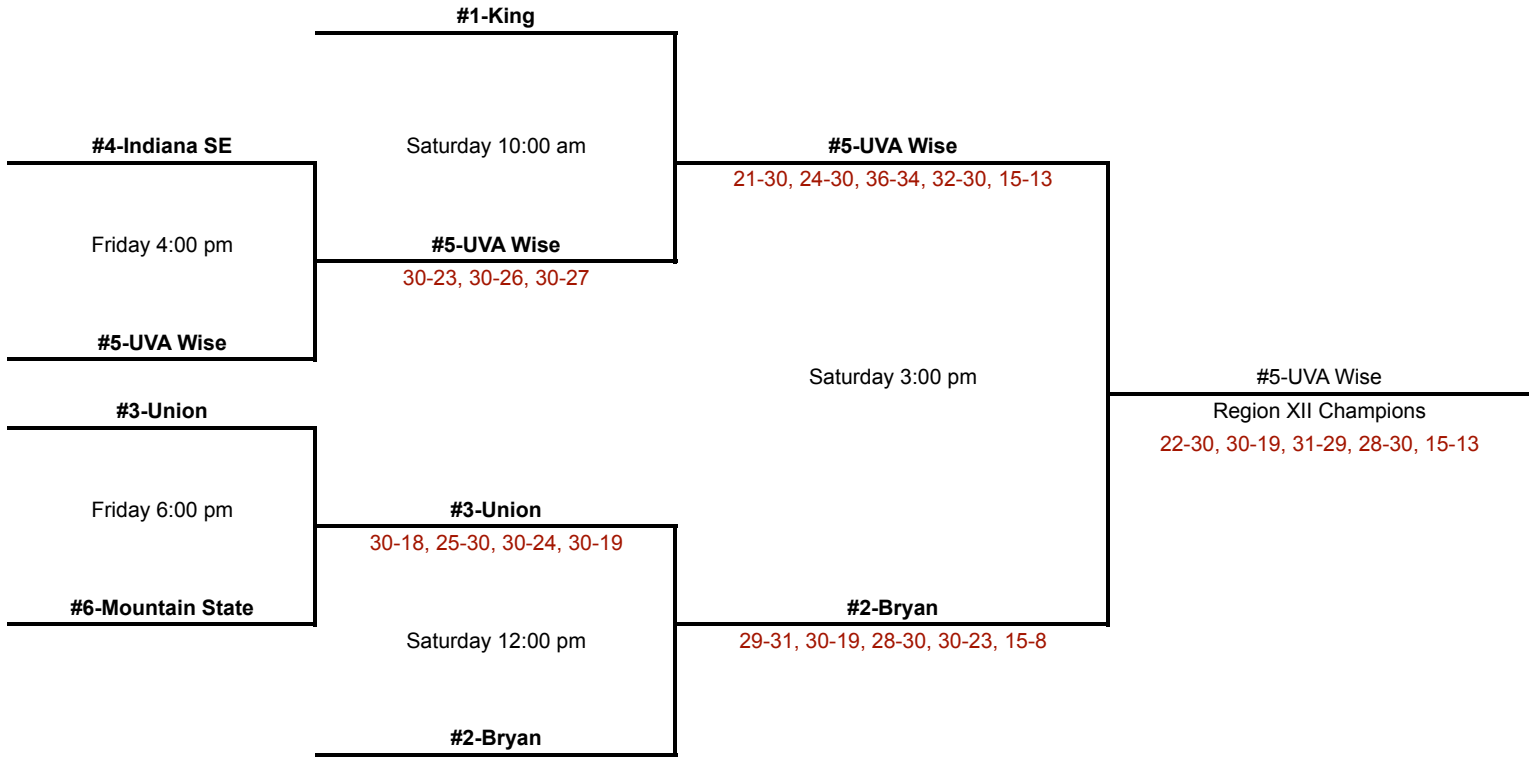 #1-King
#4-Indiana SE
Saturday 10:00 am
#5-UVA Wise
21-30, 24-30, 36-34, 32-30, 15-13
Friday 4:00 pm
#5-UVA Wise
30-23, 30-26, 30-27
#5-UVA Wise
Saturday 3:00 pm
#5-UVA Wise
Region XII Champions
22-30, 30-19, 31-29, 28-30, 15-13
#3-Union
Friday 6:00 pm
#3-Union
30-18, 25-30, 30-24, 30-19
#6-Mountain State
Saturday 12:00 pm
#2-Bryan
29-31, 30-19, 28-30, 30-23, 15-8
#2-Bryan